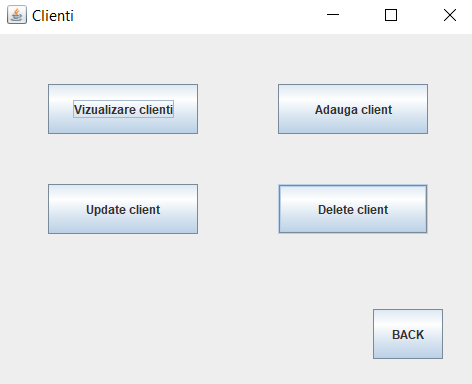 Clienti
Vizualizare clienti
Adauga client
Update client
Delete client
BACK